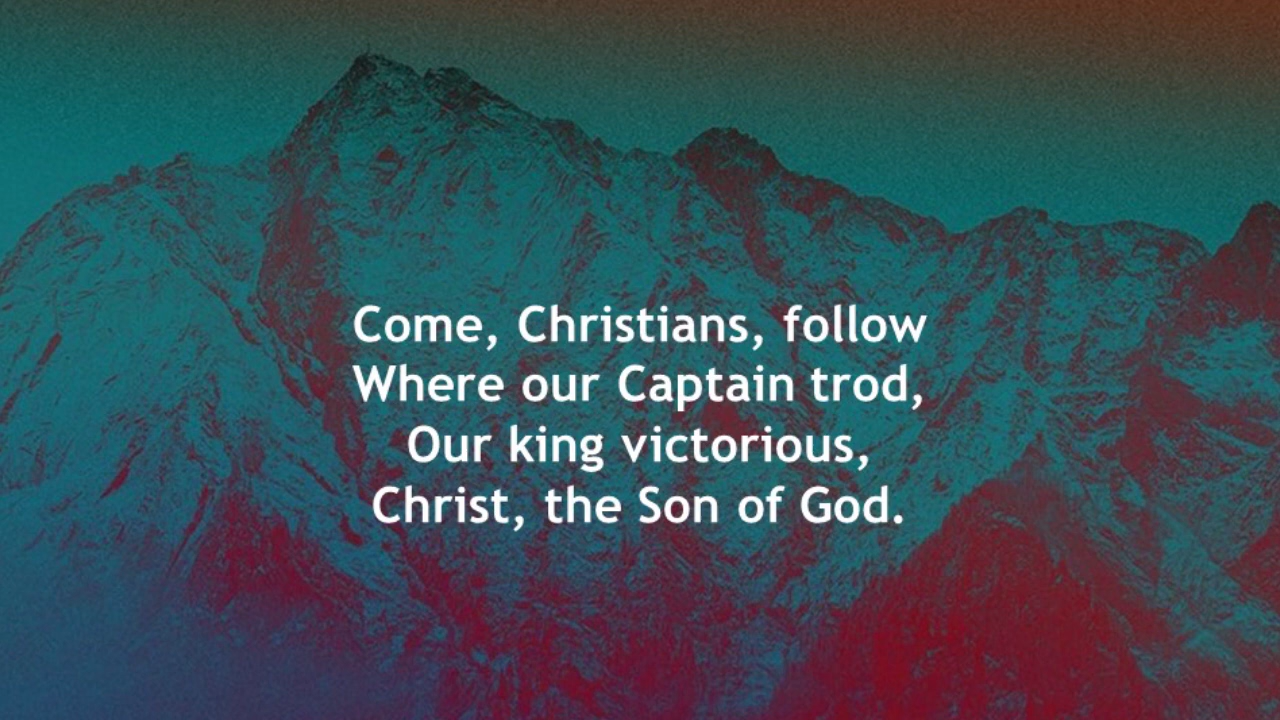 Come, Christians, follow
Where our Captain trod,
Our king victorious,
Christ, the Son of God.